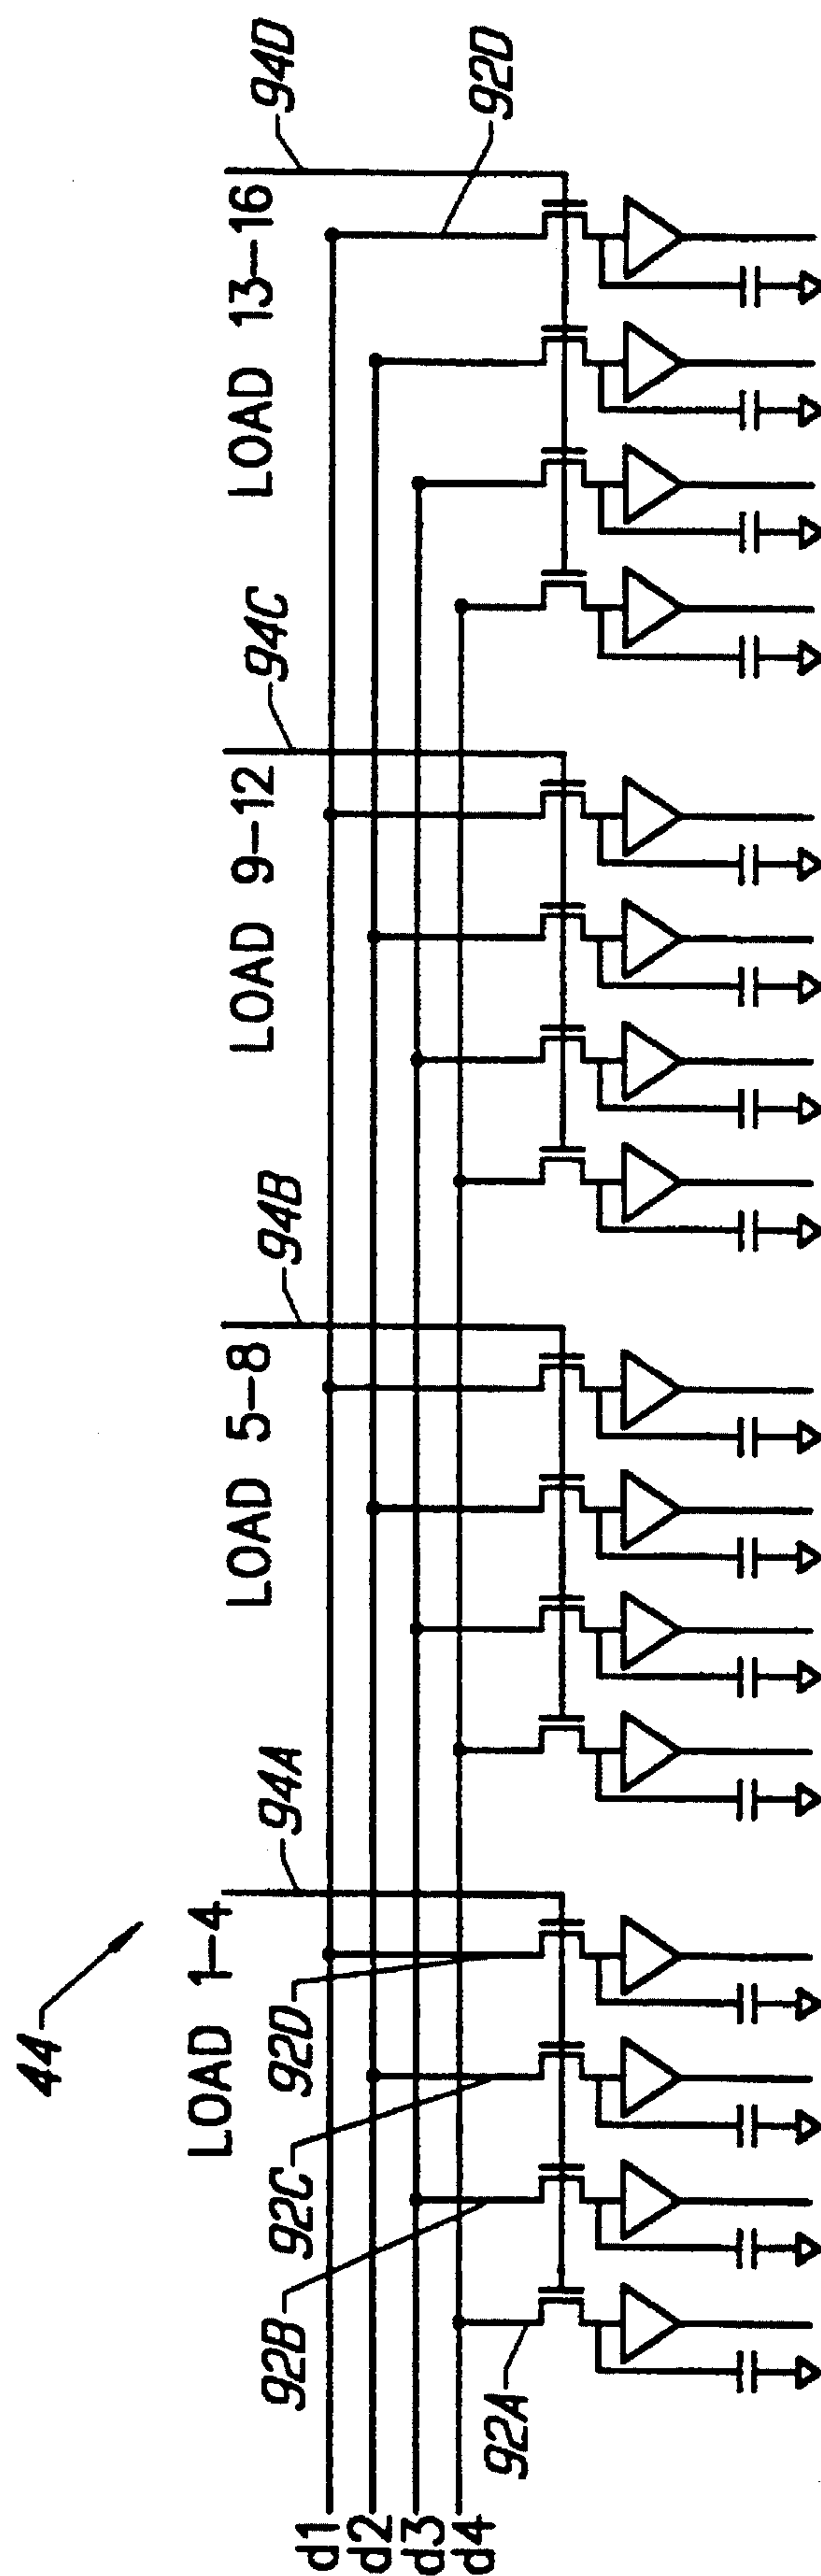 44
LOAD 1-4
94A
LOAD 5-8
94B
LOAD 9-12
94C
LOAD 13-16
94D
92B
92C
92D
92D
92A
d1
d2
d3
d4